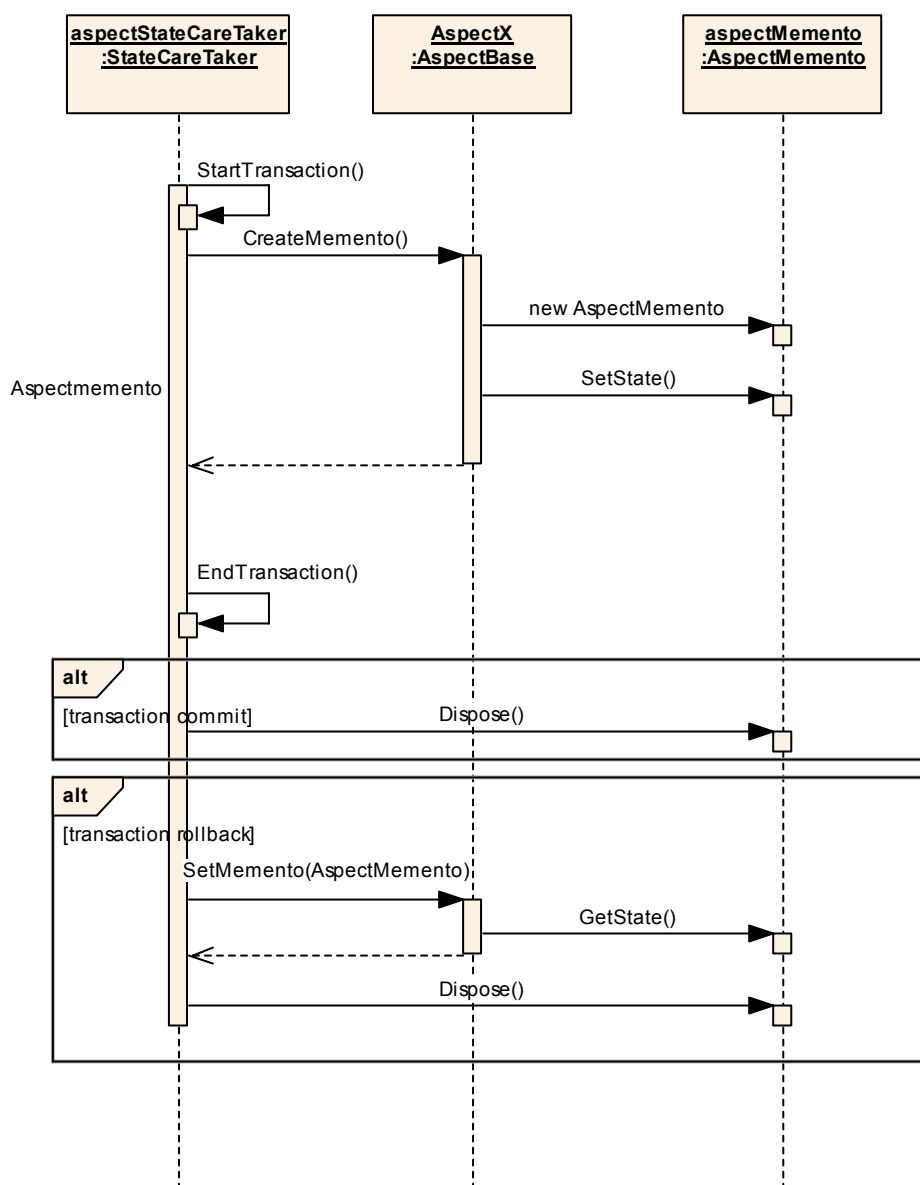 aspectStateCareTaker
:StateCareTaker
AspectX
:AspectBase
aspectMemento
:AspectMemento
StartTransaction()
CreateMemento()
new AspectMemento
SetState()
Aspectmemento
EndTransaction()
alt
[transaction commit]
Dispose()
alt
[transaction rollback]
SetMemento(AspectMemento)
GetState()
Dispose()